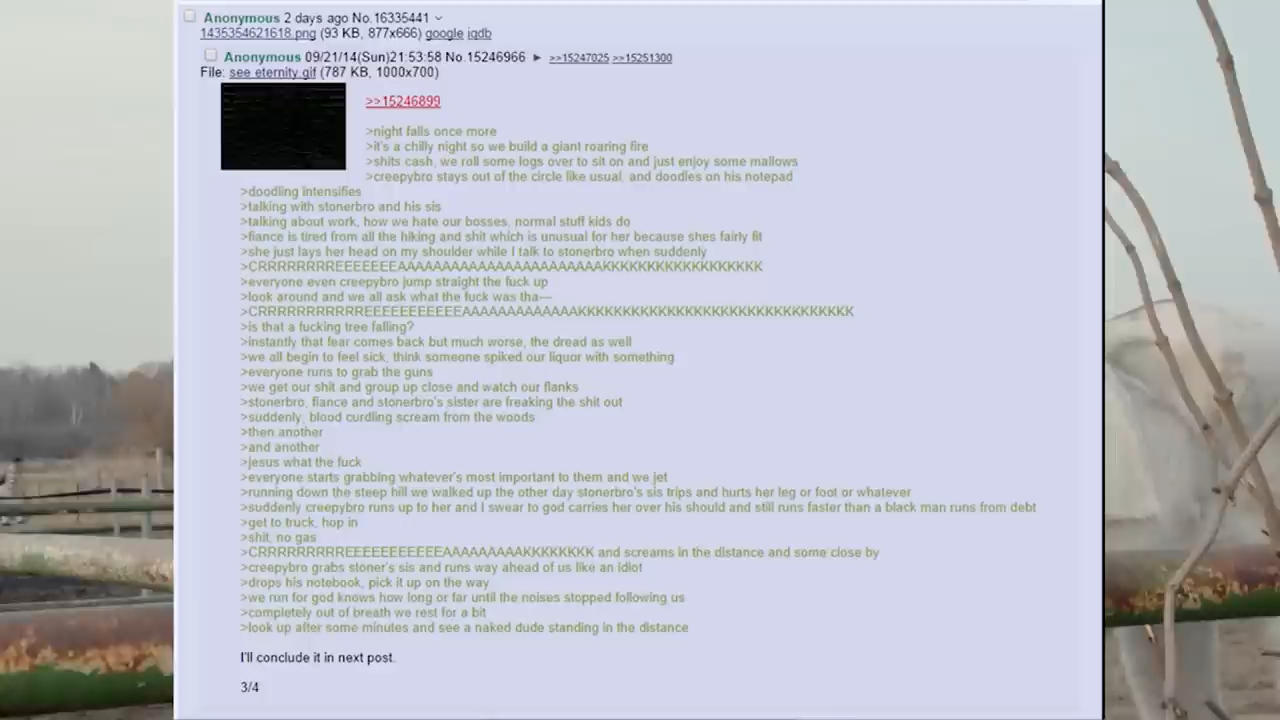 Anonymous 2 days ago No.16335441
1435354621618.png (93 KB, 877x666) google iqdb
Anonymous 09/21/14(Sun)21:53:58 No.15246966 ► >>15247025 >>15251300
File: see eternity.gif (787 KB, 1000x700)
>>15246899
>night falls once more
>it's a chilly night so we build a giant roaring fire
>shits cash, we roll some logs over to sit on and just enjoy some mallows
>creepybro stays out of the circle like usual, and doodles on his notepad
>doodling intensifies
>talking with stonerbro and his sis
>talking about work, how we hate our bosses, normal stuff kids do
>fiance is tired from all the hiking and shit which is unusual for her because shes fairly fit
>she just lays her head on my shoulder while I talk to stonerbro when suddenly
>CRRRRRRRREEEEEEEAAAAAAAAAAAAAAAAAAAAAAAKKKKKKKKKKKKKKKKKK
>everyone even creepybro jump straight the fuck up
>look around and we all ask what the fuck was tha---
>CRRRRRRRRRRREEEEEEEEEEEAAAAAAAAAAAAAKKKKKKKKKKKKKKKKKKKKKKKKKKKKKKK
>is that a fucking tree falling?
>instantly that fear comes back but much worse, the dread as well
>we all begin to feel sick, think someone spiked our liquor with something
>everyone runs to grab the guns
>we get our shit and group up close and watch our flanks
>stonerbro, fiance and stonerbro's sister are freaking the shit out
>suddenly, blood curdling scream from the woods
>then another
>and another
>jesus what the fuck
>everyone starts grabbing whatever's most important to them and we jet
>running down the steep hill we walked up the other day stonerbro's sis trips and hurts her leg or foot or whatever
>suddenly creepybro runs up to her and I swear to god carries her over his should and still runs faster than a black man runs from debt
>get to truck, hop in
>shit, no gas
>CRRRRRRRRREEEEEEEEEEEAAAAAAAAAKKKKKKKK and screams in the distance and some close by
>creepybro grabs stoner's sis and runs way ahead of us like an idiot
>drops his notebook, pick it up on the way
>we run for god knows how long or far until the noises stopped following us
>completely out of breath we rest for a bit
>look up after some minutes and see a naked dude standing in the distance
I'll conclude it in next post.
3/4